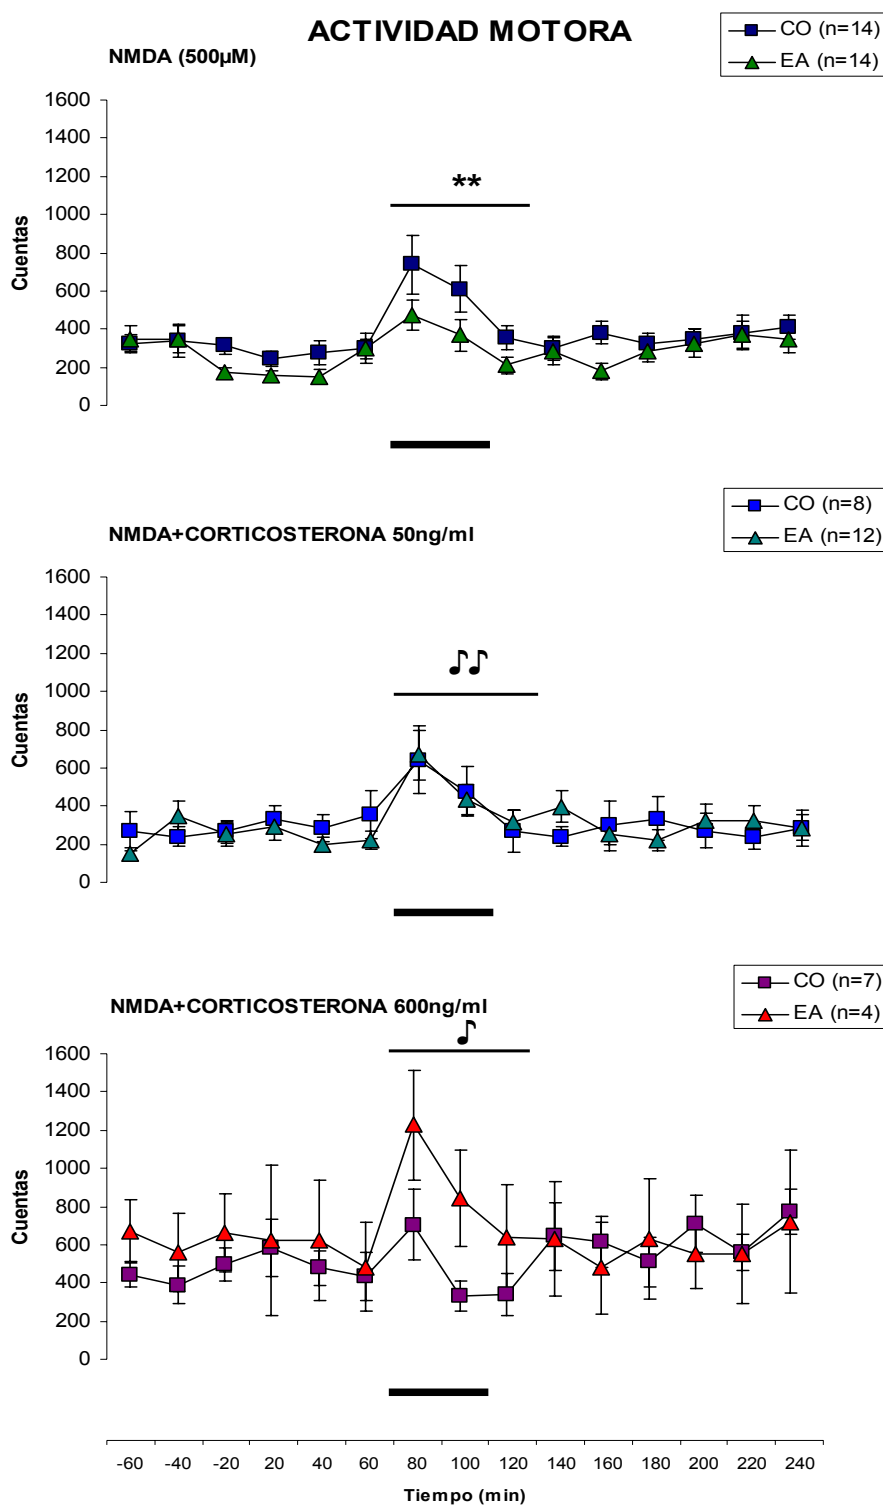 ACTIVIDAD MOTORA
NMDA (500µM)
CO (n=14)
EA (n=14)
1600
1400
1200
1000
800
600
400
200
0
Cuentas
**
NMDA+CORTICOSTERONA 50ng/ml
CO (n=8)
EA (n=12)
1600
1400
1200
1000
800
600
400
200
0
Cuentas
♪♪
NMDA+CORTICOSTERONA 600ng/ml
CO (n=7)
EA (n=4)
♪
1600
1400
1200
1000
800
600
400
200
0
Cuentas
-60 -40 -20 20 40 60 80 100 120 140 160 180 200 220 240
Tiempo (min)